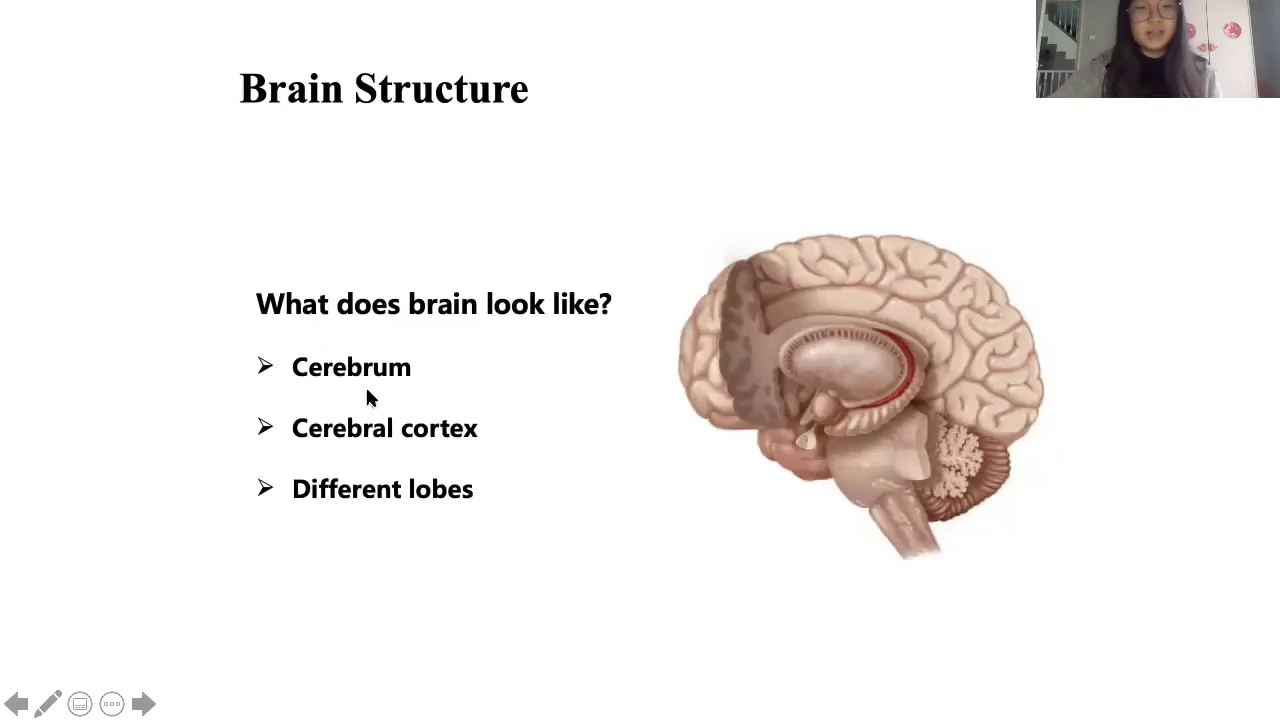 Brain Structure
What does brain look like?
Cerebrum
Cerebral cortex
Different lobes